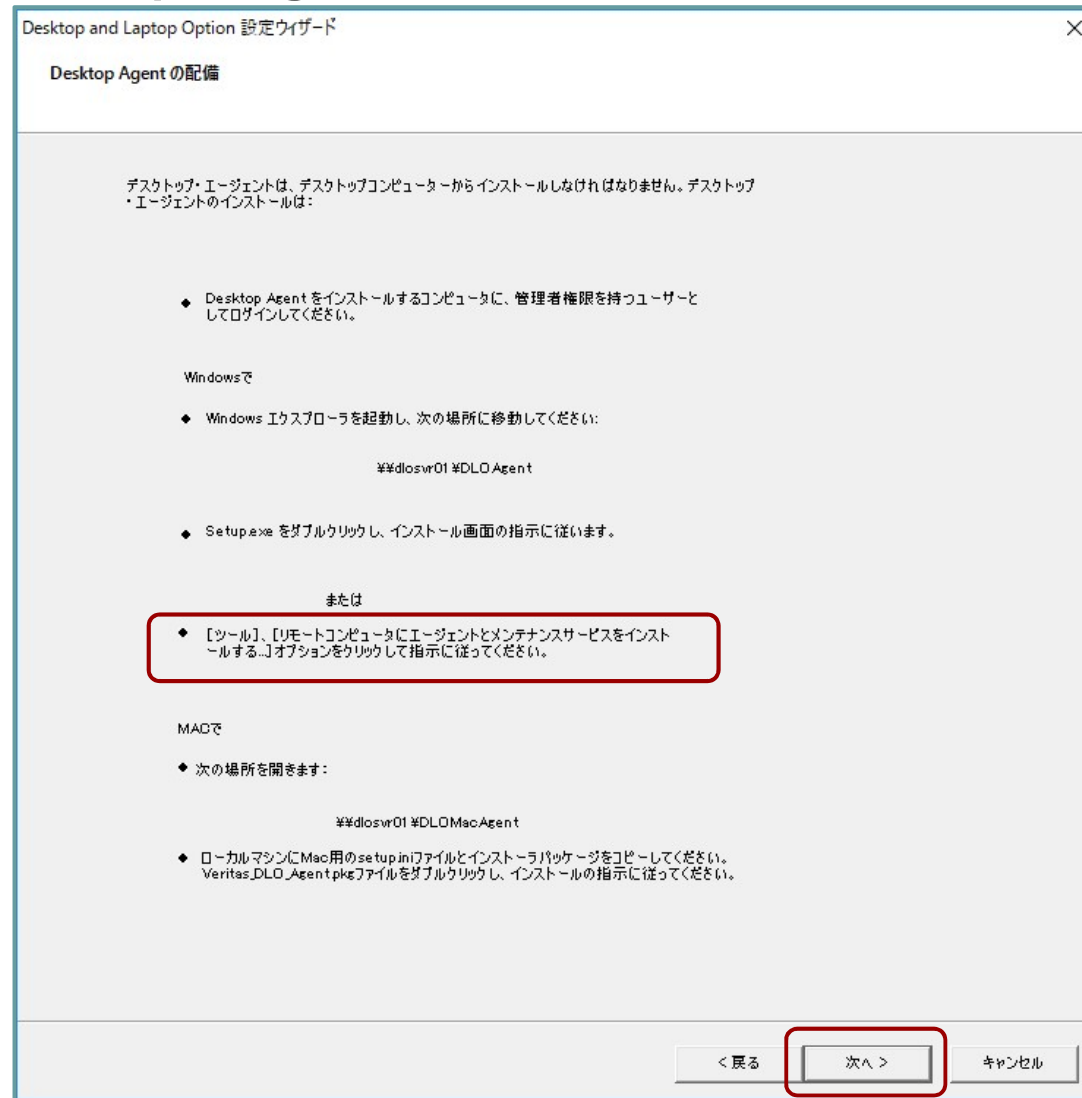 Desktop and Laptop Option 設定ウィザード
Desktop Agent の配備
デスクトップ・エージェントは、デスクトップコンピューターからインストールしなければなりません。デスクトップ
・エージェントのインストールは:
◆ Desktop Agent をインストールするコンピュータに、管理者権限を持つユーザーと
してログインしてください。
Windowsで
◆ Windows エクスプローラを起動し、次の場所に移動してください:
¥¥dlosvr01¥DLOAgent
◆ Setup.exe をダブルクリックし、インストール画面の指示に従います。
または
◆ [ツール]、[リモートコンピュータにエージェントとメンテナンスサービスをインスト
ールする...]オプションをクリックして指示に従ってください。
MACで
◆ 次の場所を開きます:
¥¥dlosvr01¥DLOMacAgent
◆ ローカルマシンにMac用のsetup.iniファイルとインストーラパッケージをコピーしてください。
Veritas_DLO_Agent.pkgファイルをダブルクリックし、インストールの指示に従ってください。
< 戻る 次へ > キャンセル